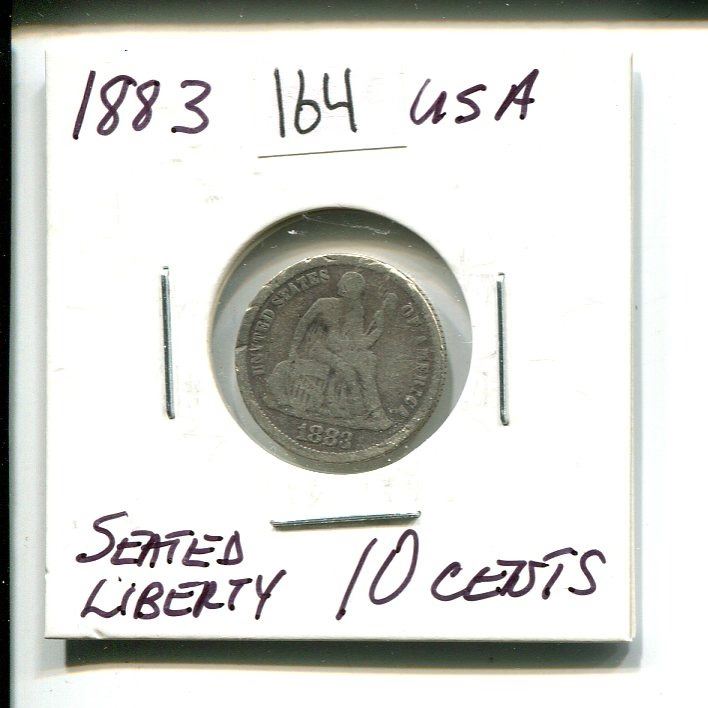 1883 164 USA
UNITED STATES OF AMERICA
1883
SEATED
LIBERTY 10 CENTS